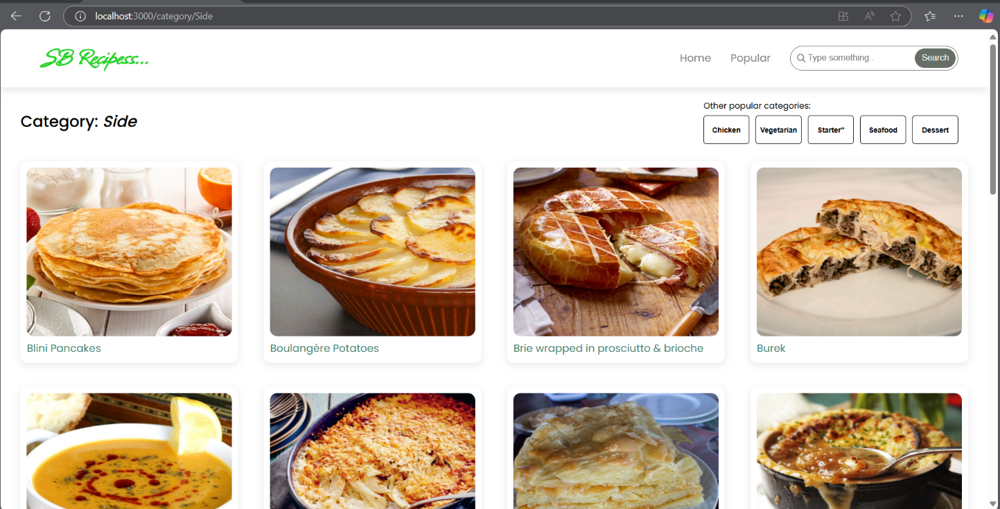 localhost:3000/category/Side
SB Recipess...
Home Popular Type something.. Search
Other popular categories:
Category: Side
Chicken Vegetarian Starter" Seafood Dessert
Blini Pancakes Boulangère Potatoes Brie wrapped in prosciutto & brioche Burek